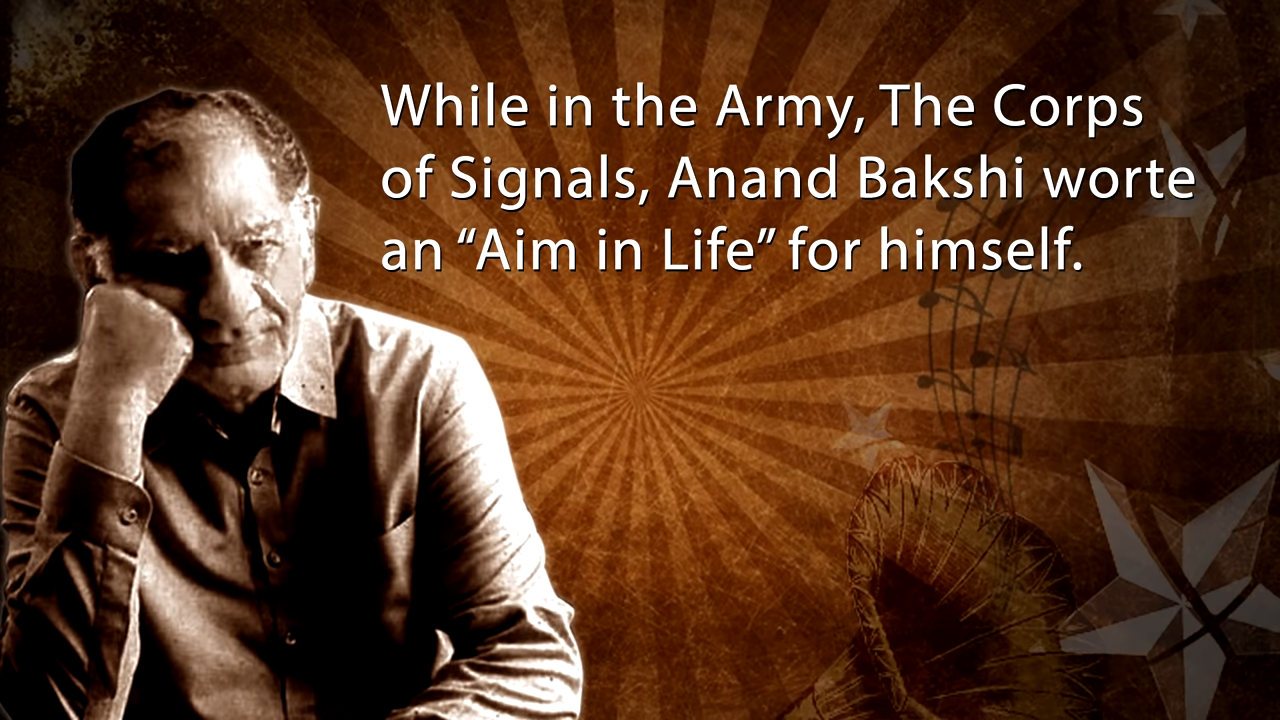 While in the Army, The Corps
of Signals, Anand Bakshi worte
an “Aim in Life” for himself.